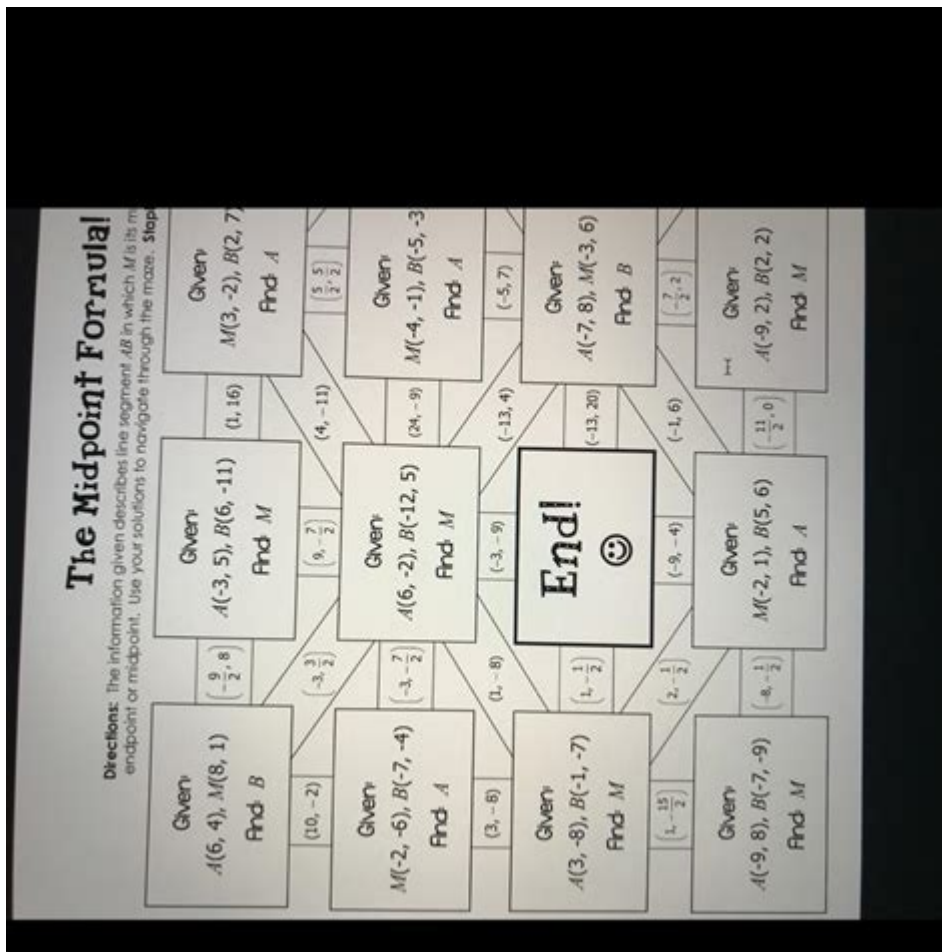 The Midpoint Formula!
Directions: The information given describes line segment AB in which M is its
endpoint or midpoint. Use your solutions to navigate through the maze.
Given:
A(6, 4), M(8, 1)
Find: B
(-9/2, 8)
Given:
A(-3, 5), B(6, -11)
Find: M
(1, 16)
Given:
M(3, -2), B(2, 7)
Find: A
(10, -2)
(-3, 3/2)
(9, -7/2)
(4, -11)
(5/2, 5/2)
Given:
M(-2, -6), B(-7, -4)
Find: A
(-3, -7/2)
Given:
A(6, -2), B(-12, 5)
Find: M
(24, -9)
Given:
M(-4, -1), B(-5, -3
Find: A
(3, -8)
(1, -8)
(-3, -9)
(-13, 4)
(-5, 7)
Given:
A(3, -8), B(-1, -7)
Find: M
(1, -1/2)
End!
(-13, 20)
Given:
A(-7, 8), M(-3, 6)
Find: B
(1, -15/2)
(2, 1/2)
(-9, -4)
(-1, 6)
(-7/2, 2)
Given:
A(-9, 8), B(-7, -9)
Find: M
(-8, -1/2)
Given:
M(-2, 1), B(5, 6)
Find: A
(-11/2, 0)
Given:
A(-9, 2), B(2, 2)
Find: M